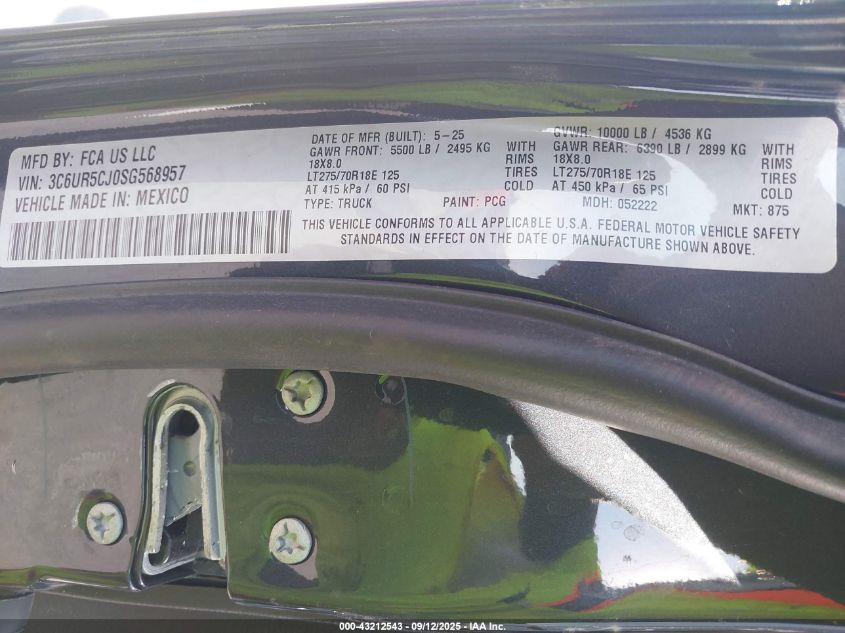 MFD BY: FCA US LLC
VIN: 3C6UR5CJ0SG568957
VEHICLE MADE IN: MEXICO
DATE OF MFR (BUILT): 5-25
GAWR FRONT: 5500 LB / 2495 KG WITH
18X8.0 RIMS
LT275/70R18E 125 TIRES
AT 415 kPa / 60 PSI COLD
TYPE: TRUCK PAINT: PCG
GVWR: 10000 LB / 4536 KG
GAWR REAR: 6390 LB / 2899 KG WITH
18X8.0 RIMS
LT275/70R18E 125 TIRES
AT 450 kPa / 65 PSI COLD
MDH: 052222 MKT: 875
THIS VEHICLE CONFORMS TO ALL APPLICABLE U.S.A. FEDERAL MOTOR VEHICLE SAFETY
STANDARDS IN EFFECT ON THE DATE OF MANUFACTURE SHOWN ABOVE.
000-43212543 - 09/12/2025 - IAA Inc.